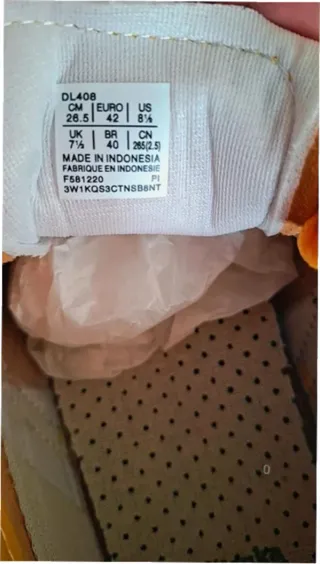 DL408
CM EURO US
26.5 42 8½
UK BR CN
7½ 40 265(2.5)
MADE IN INDONESIA
FABRIQUE EN INDONESIE
F581220 PI
3W1KQS3CTNSB8NT